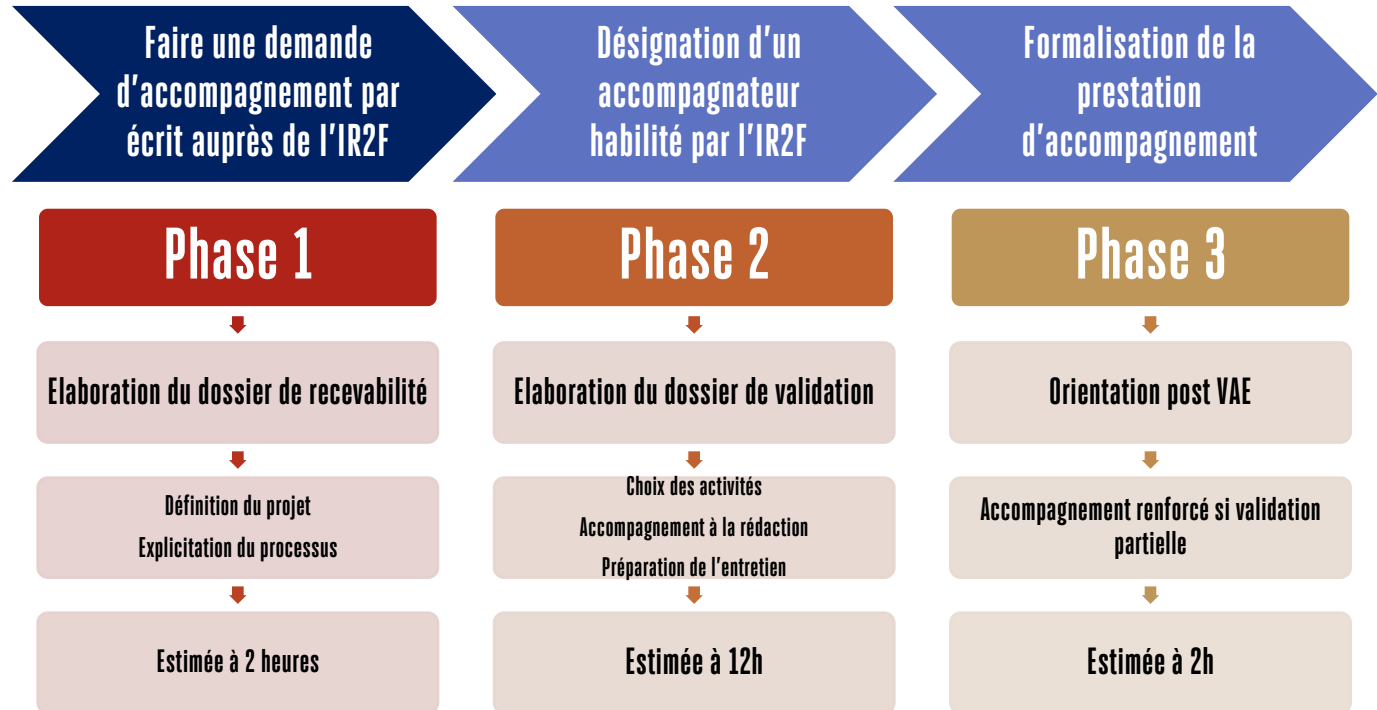 Faire une demande
d'accompagnement par
écrit auprès de l'IR2F
Désignation d'un
accompagnateur
habilité par l'IR2F
Formalisation de la
prestation
d'accompagnement
Phase 1
Elaboration du dossier de recevabilité
Définition du projet
Explicitation du processus
Estimée à 2 heures
Phase 2
Elaboration du dossier de validation
Choix des activités
Accompagnement à la rédaction
Préparation de l'entretien
Estimée à 12h
Phase 3
Orientation post VAE
Accompagnement renforcé si validation
partielle
Estimée à 2h